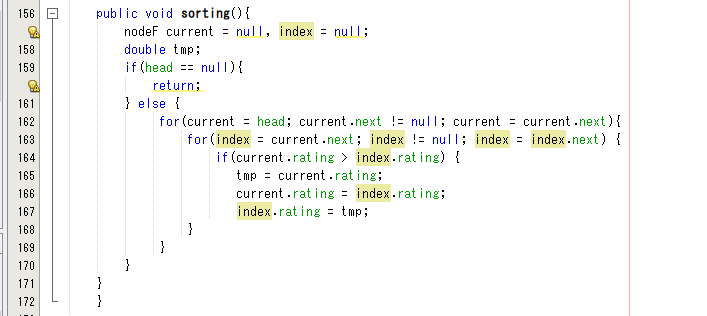 156 public void sorting(){
nodeF current = null, index = null;
158 double tmp;
159 if(head == null){
return;
161 } else {
162 for(current = head; current.next != null; current = current.next){
163 for(index = current.next; index != null; index = index.next) {
164 if(current.rating > index.rating) {
165 tmp = current.rating;
166 current.rating = index.rating;
167 index.rating = tmp;
168 }
169 }
170 }
171 }
172 }